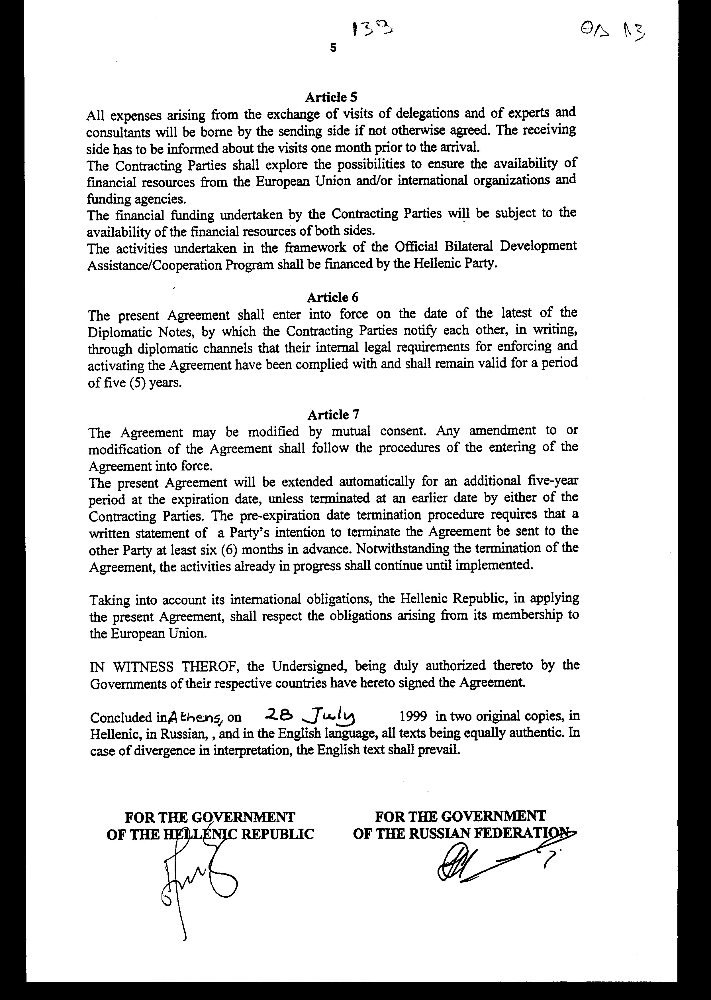 139
ΘΔ 13
5
Article 5
All expenses arising from the exchange of visits of delegations and of experts and
consultants will be borne by the sending side if not otherwise agreed. The receiving
side has to be informed about the visits one month prior to the arrival.
The Contracting Parties shall explore the possibilities to ensure the availability of
financial resources from the European Union and/or international organizations and
funding agencies.
The financial funding undertaken by the Contracting Parties will be subject to the
availability of the financial resources of both sides.
The activities undertaken in the framework of the Official Bilateral Development
Assistance/Cooperation Program shall be financed by the Hellenic Party.
Article 6
The present Agreement shall enter into force on the date of the latest of the
Diplomatic Notes, by which the Contracting Parties notify each other, in writing,
through diplomatic channels that their internal legal requirements for enforcing and
activating the Agreement have been complied with and shall remain valid for a period
of five (5) years.
Article 7
The Agreement may be modified by mutual consent. Any amendment to or
modification of the Agreement shall follow the procedures of the entering of the
Agreement into force.
The present Agreement will be extended automatically for an additional five-year
period at the expiration date, unless terminated at an earlier date by either of the
Contracting Parties. The pre-expiration date termination procedure requires that a
written statement of a Party's intention to terminate the Agreement be sent to the
other Party at least six (6) months in advance. Notwithstanding the termination of the
Agreement, the activities already in progress shall continue until implemented.
Taking into account its international obligations, the Hellenic Republic, in applying
the present Agreement, shall respect the obligations arising from its membership to
the European Union.
IN WITNESS THEROF, the Undersigned, being duly authorized thereto by the
Governments of their respective countries have hereto signed the Agreement.
Concluded in Athens, on 28 July 1999 in two original copies, in
Hellenic, in Russian, , and in the English language, all texts being equally authentic. In
case of divergence in interpretation, the English text shall prevail.
FOR THE GOVERNMENT
OF THE HELLENIC REPUBLIC
FOR THE GOVERNMENT
OF THE RUSSIAN FEDERATION